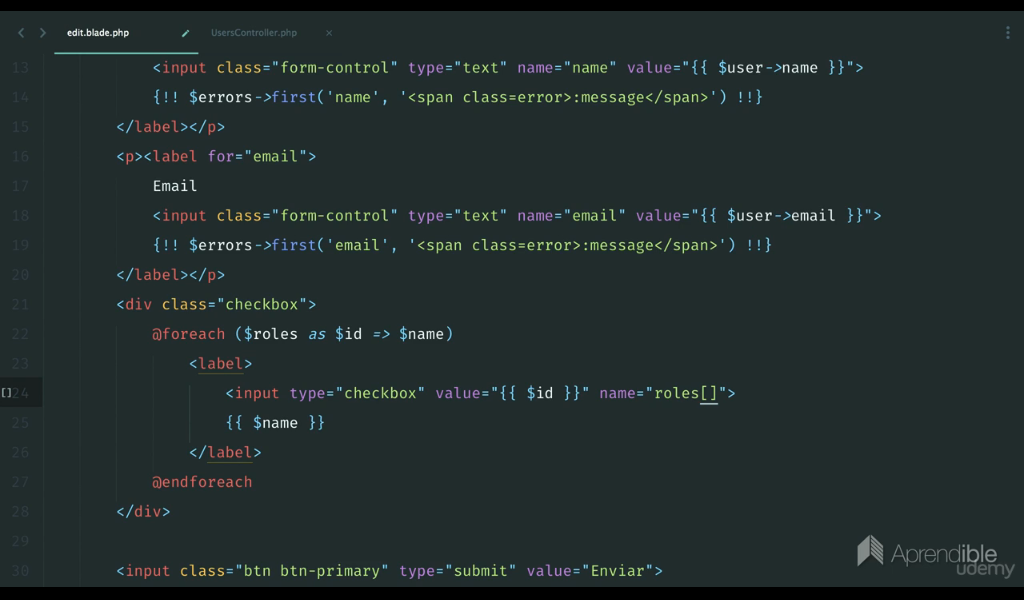 edit.blade.php UsersController.php ×
13 <input class="form-control" type="text" name="name" value="{{ $user->name }}">
14 {!! $errors->first('name', '<span class=error>:message</span>') !!}
15 </label></p>
16 <p><label for="email">
17 Email
18 <input class="form-control" type="text" name="email" value="{{ $user->email }}">
19 {!! $errors->first('email', '<span class=error>:message</span>') !!}
20 </label></p>
21 <div class="checkbox">
22 @foreach ($roles as $id => $name)
23 <label>
[]24 <input type="checkbox" value="{{ $id }}" name="roles[]">
25 {{ $name }}
26 </label>
27 @endforeach
28 </div>
29
30 <input class="btn btn-primary" type="submit" value="Enviar">
Aprendible
udemy